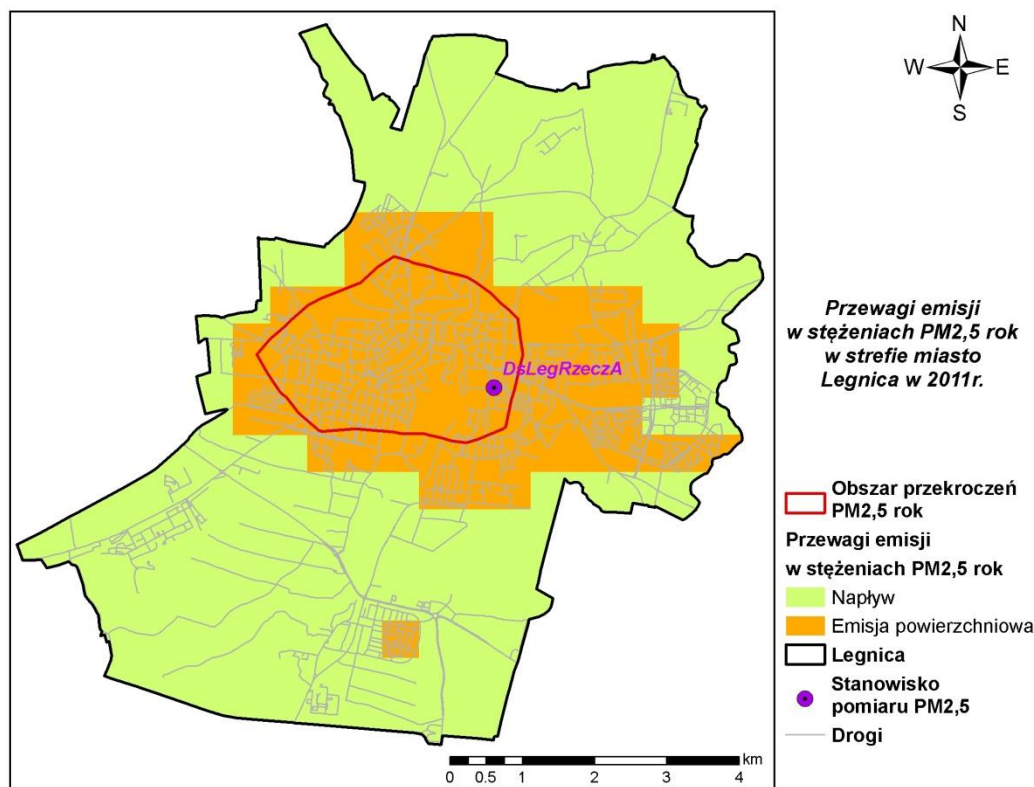 N
W E
S
DsLegRzeczA
Przewagi emisji
w stężeniach PM2,5 rok
w strefie miasto
Legnica w 2011r.
Obszar przekroczeń
PM2,5 rok
Przewagi emisji
w stężeniach PM2,5 rok
Napływ
Emisja powierzchniowa
Legnica
Stanowisko
pomiaru PM2,5
Drogi
km
0 0.5 1 2 3 4